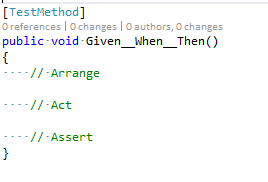 [TestMethod]
0 references | 0 changes | 0 authors, 0 changes
public void Given__When__Then()
{
    // Arrange
    // Act
    // Assert
}